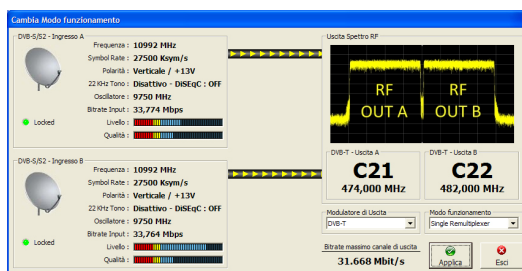 Cambia Modo funzionamento
DVB-S/S2 - Ingresso A
Frequenza : 10992 MHz
Symbol Rate : 27500 Ksym/s
Polarità : Verticale / +13V
22 KHz Tono : Disattivo - DiSEqC : OFF
Oscillatore : 9750 MHz
Bitrate Input : 33,774 Mbps
Locked
Livello :
Qualità :
DVB-S/S2 - Ingresso B
Frequenza : 10992 MHz
Symbol Rate : 27500 Ksym/s
Polarità : Verticale / +13V
22 KHz Tono : Disattivo - DiSEqC : OFF
Oscillatore : 9750 MHz
Bitrate Input : 33,764 Mbps
Locked
Livello :
Qualità :
Uscita Spettro RF
RF OUT A
RF OUT B
DVB-T - Uscita A
C21
474,000 MHz
DVB-T - Uscita B
C22
482,000 MHz
Modulatore di Uscita
DVB-T
Modo funzionamento
Single Remultiplexer
Bitrate massimo canale di uscita
31.668 Mbit/s
Applica
Esci